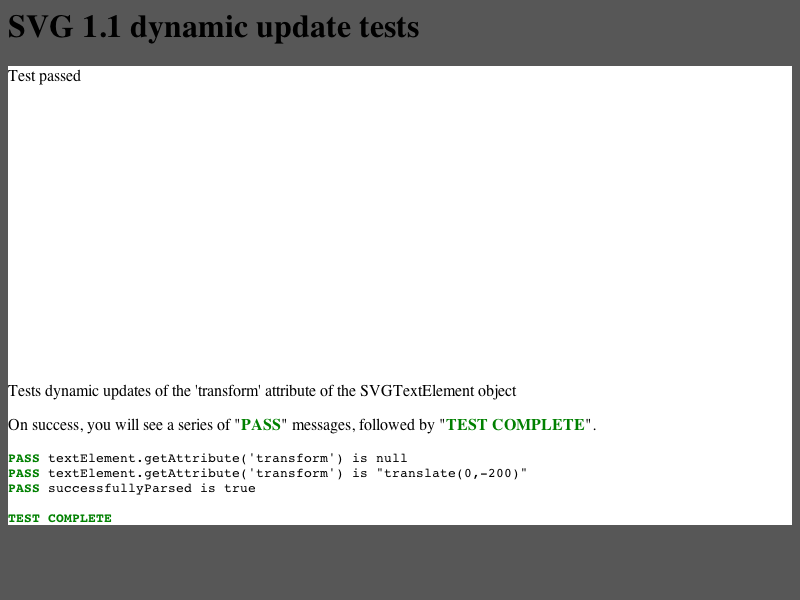 SVG 1.1 dynamic update tests
Test passed
Tests dynamic updates of the 'transform' attribute of the SVGTextElement object
On success, you will see a series of "PASS" messages, followed by "TEST COMPLETE".
PASS textElement.getAttribute('transform') is null
PASS textElement.getAttribute('transform') is "translate(0,-200)"
PASS successfullyParsed is true
TEST COMPLETE